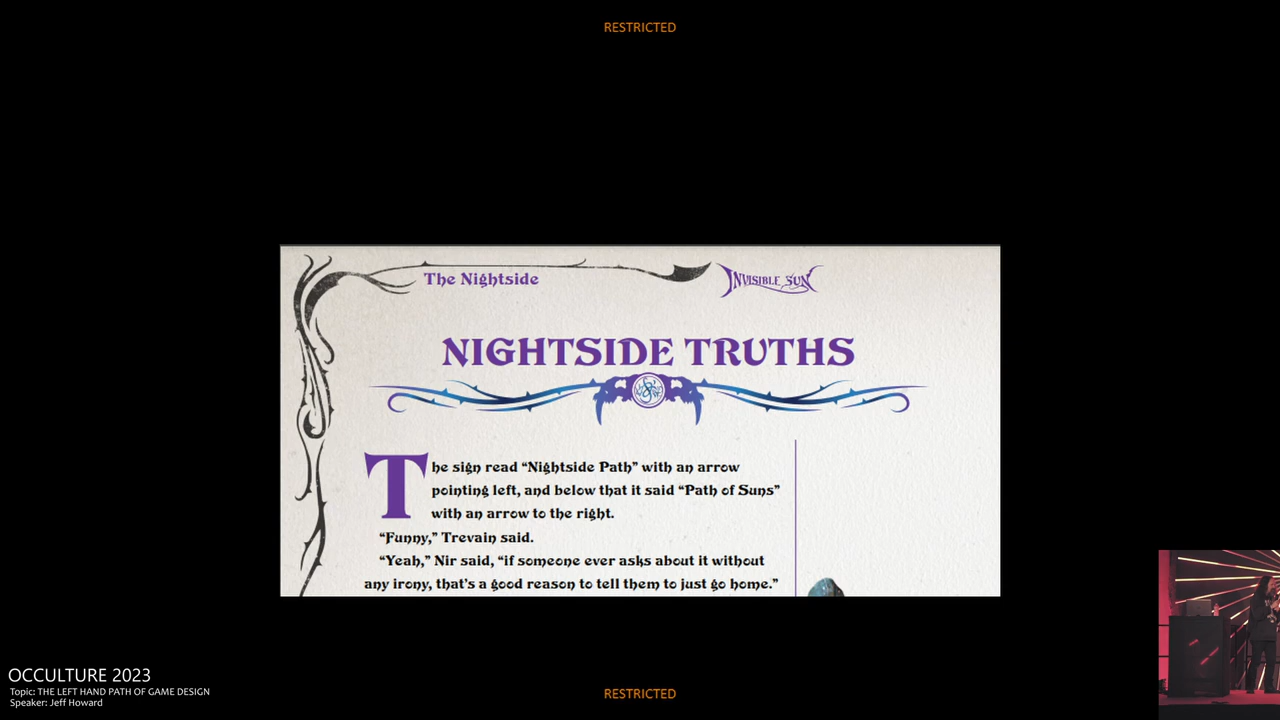 RESTRICTED
The Nightside
INVISIBLE SUN
NIGHTSIDE TRUTHS
The sign read “Nightside Path” with an arrow
pointing left, and below that it said “Path of Suns”
with an arrow to the right.
“Funny,” Trevain said.
“Yeah,” Nir said, “if someone ever asks about it without
any irony, that’s a good reason to tell them to just go home.”
OCCULTURE 2023
Topic: THE LEFT HAND PATH OF GAME DESIGN
Speaker: Jeff Howard
RESTRICTED